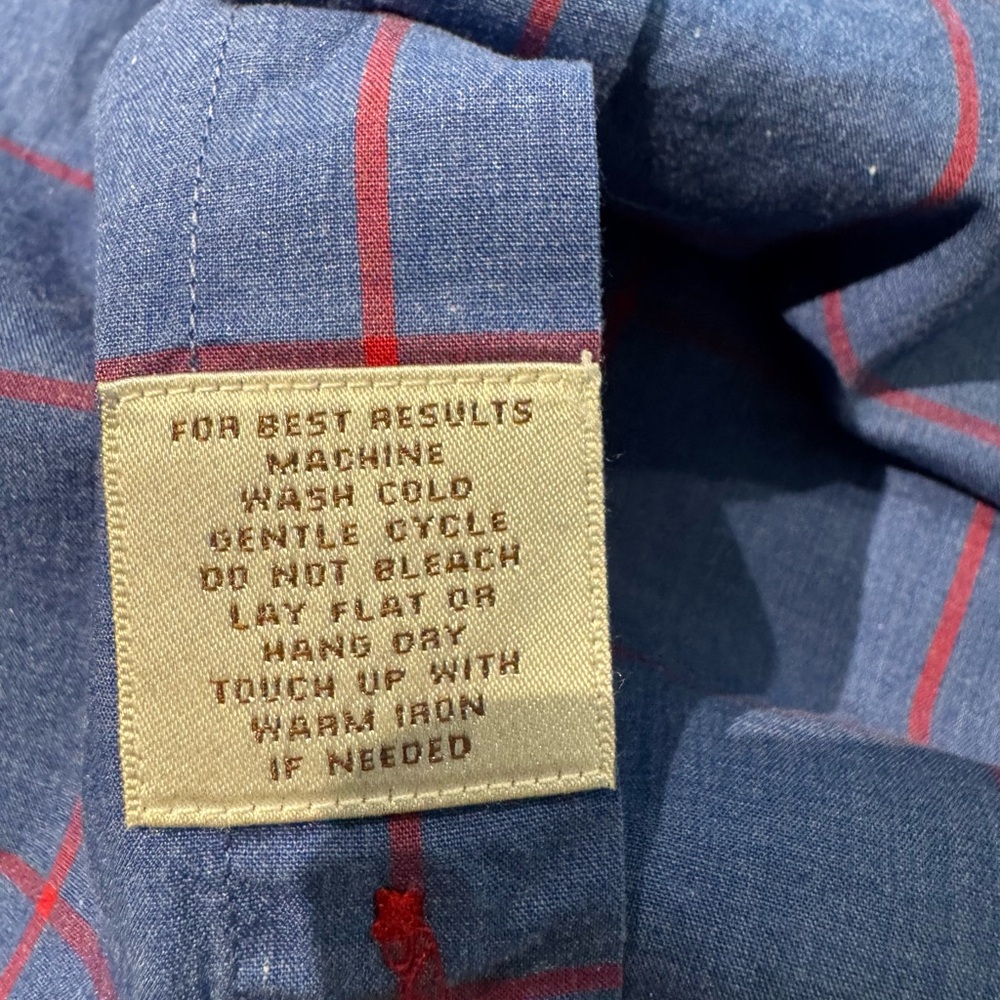 FOR BEST RESULTS
MACHINE
WASH COLD
GENTLE CYCLE
DO NOT BLEACH
LAY FLAT OR
HANG DRY
TOUCH UP WITH
WARM IRON
IF NEEDED